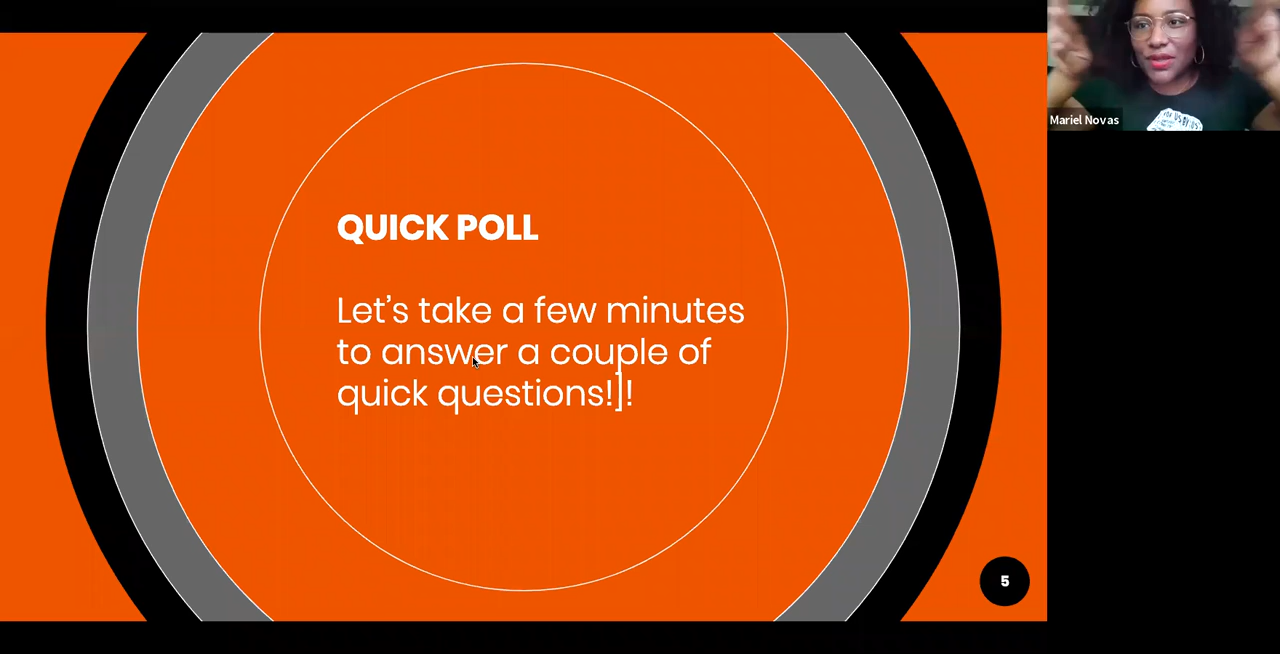 QUICK POLL
Let’s take a few minutes
to answer a couple of
quick questions!]!
5
Mariel Novas